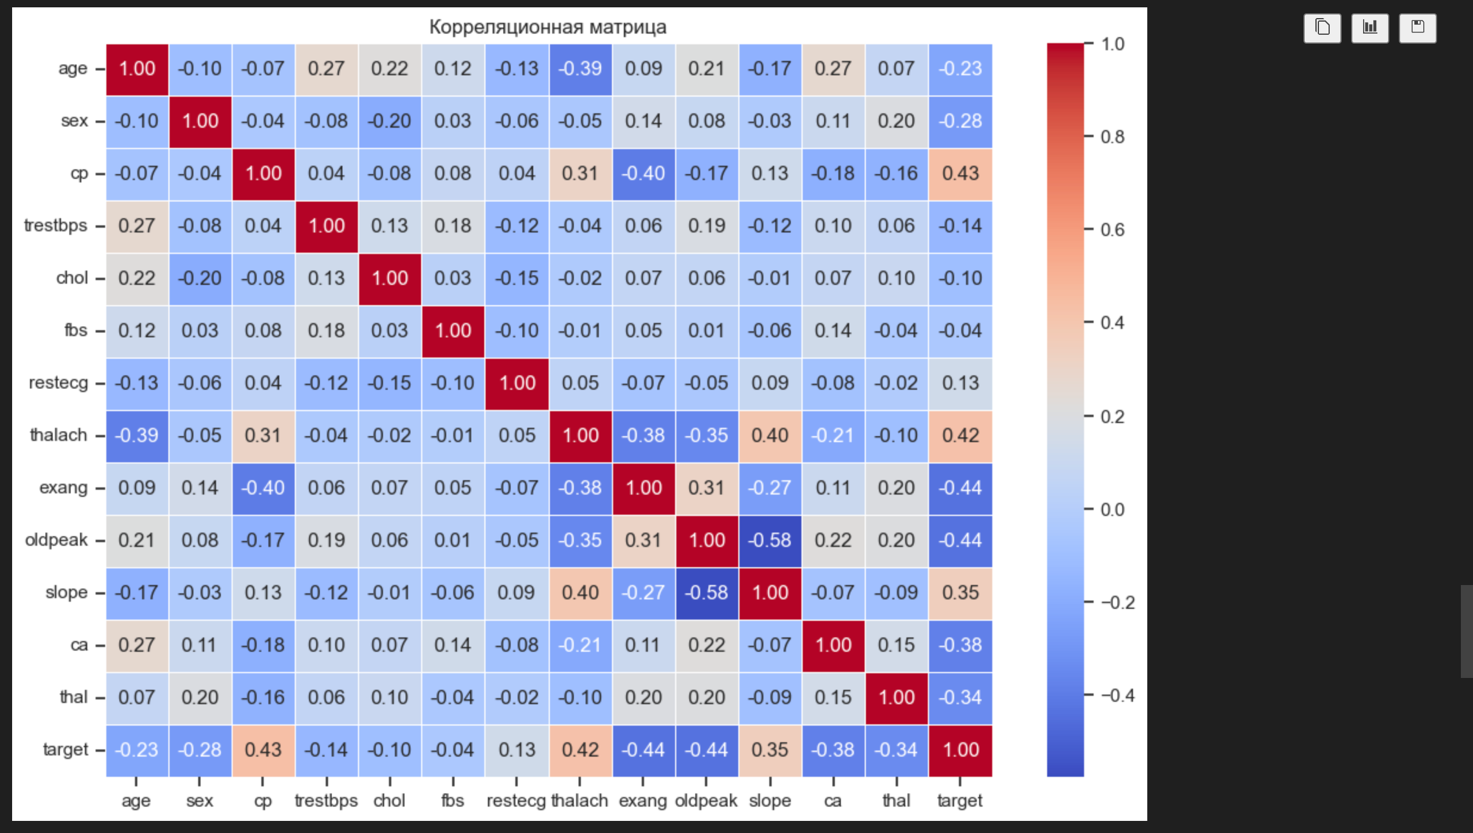 Корреляционная матрица
age 1.00 -0.10 -0.07 0.27 0.22 0.12 -0.13 -0.39 0.09 0.21 -0.17 0.27 0.07 -0.23
sex -0.10 1.00 -0.04 -0.08 -0.20 0.03 -0.06 -0.05 0.14 0.08 -0.03 0.11 0.20 -0.28
cp -0.07 -0.04 1.00 0.04 -0.08 0.08 0.04 0.31 -0.40 -0.17 0.13 -0.18 -0.16 0.43
trestbps 0.27 -0.08 0.04 1.00 0.13 0.18 -0.12 -0.04 0.06 0.19 -0.12 0.10 0.06 -0.14
chol 0.22 -0.20 -0.08 0.13 1.00 0.03 -0.15 -0.02 0.07 0.06 -0.01 0.07 0.10 -0.10
fbs 0.12 0.03 0.08 0.18 0.03 1.00 -0.10 -0.01 0.05 0.01 -0.06 0.14 -0.04 -0.04
restecg -0.13 -0.06 0.04 -0.12 -0.15 -0.10 1.00 0.05 -0.07 -0.05 0.09 -0.08 -0.02 0.13
thalach -0.39 -0.05 0.31 -0.04 -0.02 -0.01 0.05 1.00 -0.38 -0.35 0.40 -0.21 -0.10 0.42
exang 0.09 0.14 -0.40 0.06 0.07 0.05 -0.07 -0.38 1.00 0.31 -0.27 0.11 0.20 -0.44
oldpeak 0.21 0.08 -0.17 0.19 0.06 0.01 -0.05 -0.35 0.31 1.00 -0.58 0.22 0.20 -0.44
slope -0.17 -0.03 0.13 -0.12 -0.01 -0.06 0.09 0.40 -0.27 -0.58 1.00 -0.07 -0.09 0.35
ca 0.27 0.11 -0.18 0.10 0.07 0.14 -0.08 -0.21 0.11 0.22 -0.07 1.00 0.15 -0.38
thal 0.07 0.20 -0.16 0.06 0.10 -0.04 -0.02 -0.10 0.20 0.20 -0.09 0.15 1.00 -0.34
target -0.23 -0.28 0.43 -0.14 -0.10 -0.04 0.13 0.42 -0.44 -0.44 0.35 -0.38 -0.34 1.00
age sex cp trestbps chol fbs restecg thalach exang oldpeak slope ca thal target
1.0
0.8
0.6
0.4
0.2
0.0
−0.2
−0.4